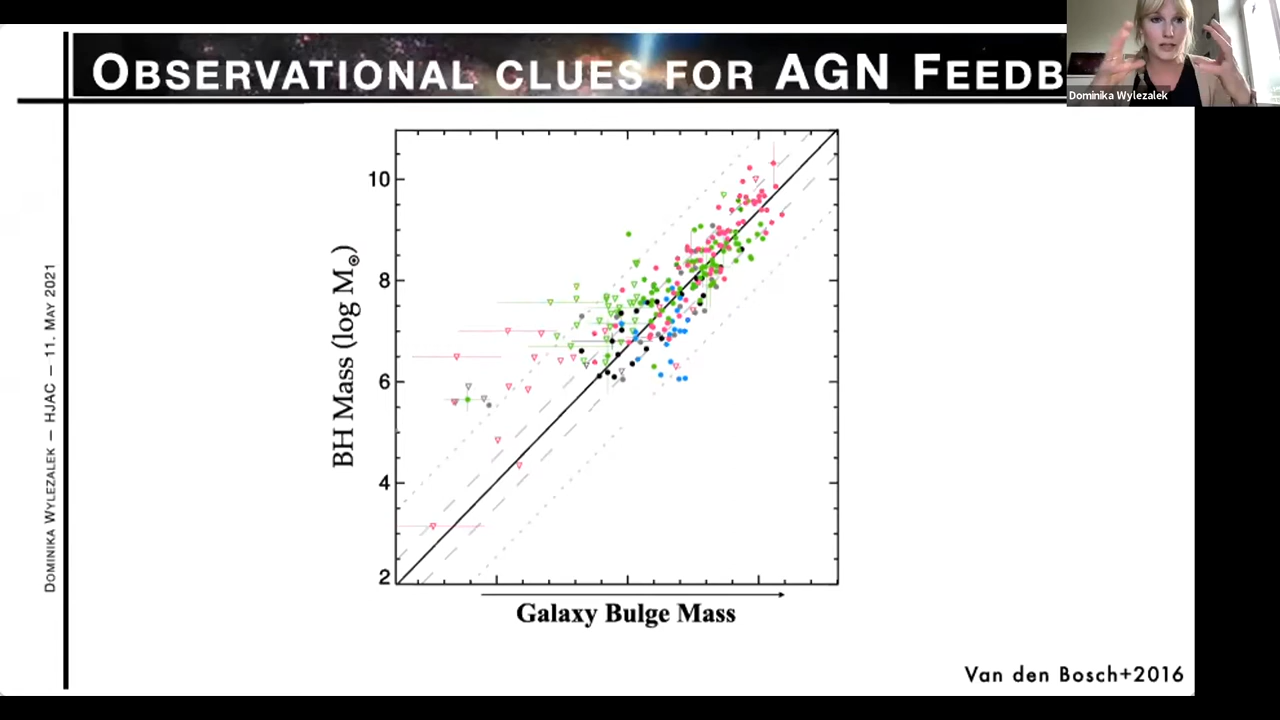 OBSERVATIONAL CLUES FOR AGN FEEDB
Dominika Wylezalek
DOMINIKA WYLEZALEK — HJAC — 11. MAY 2021
BH Mass (log M☉)
10
8
6
4
2
Galaxy Bulge Mass
Van den Bosch+2016